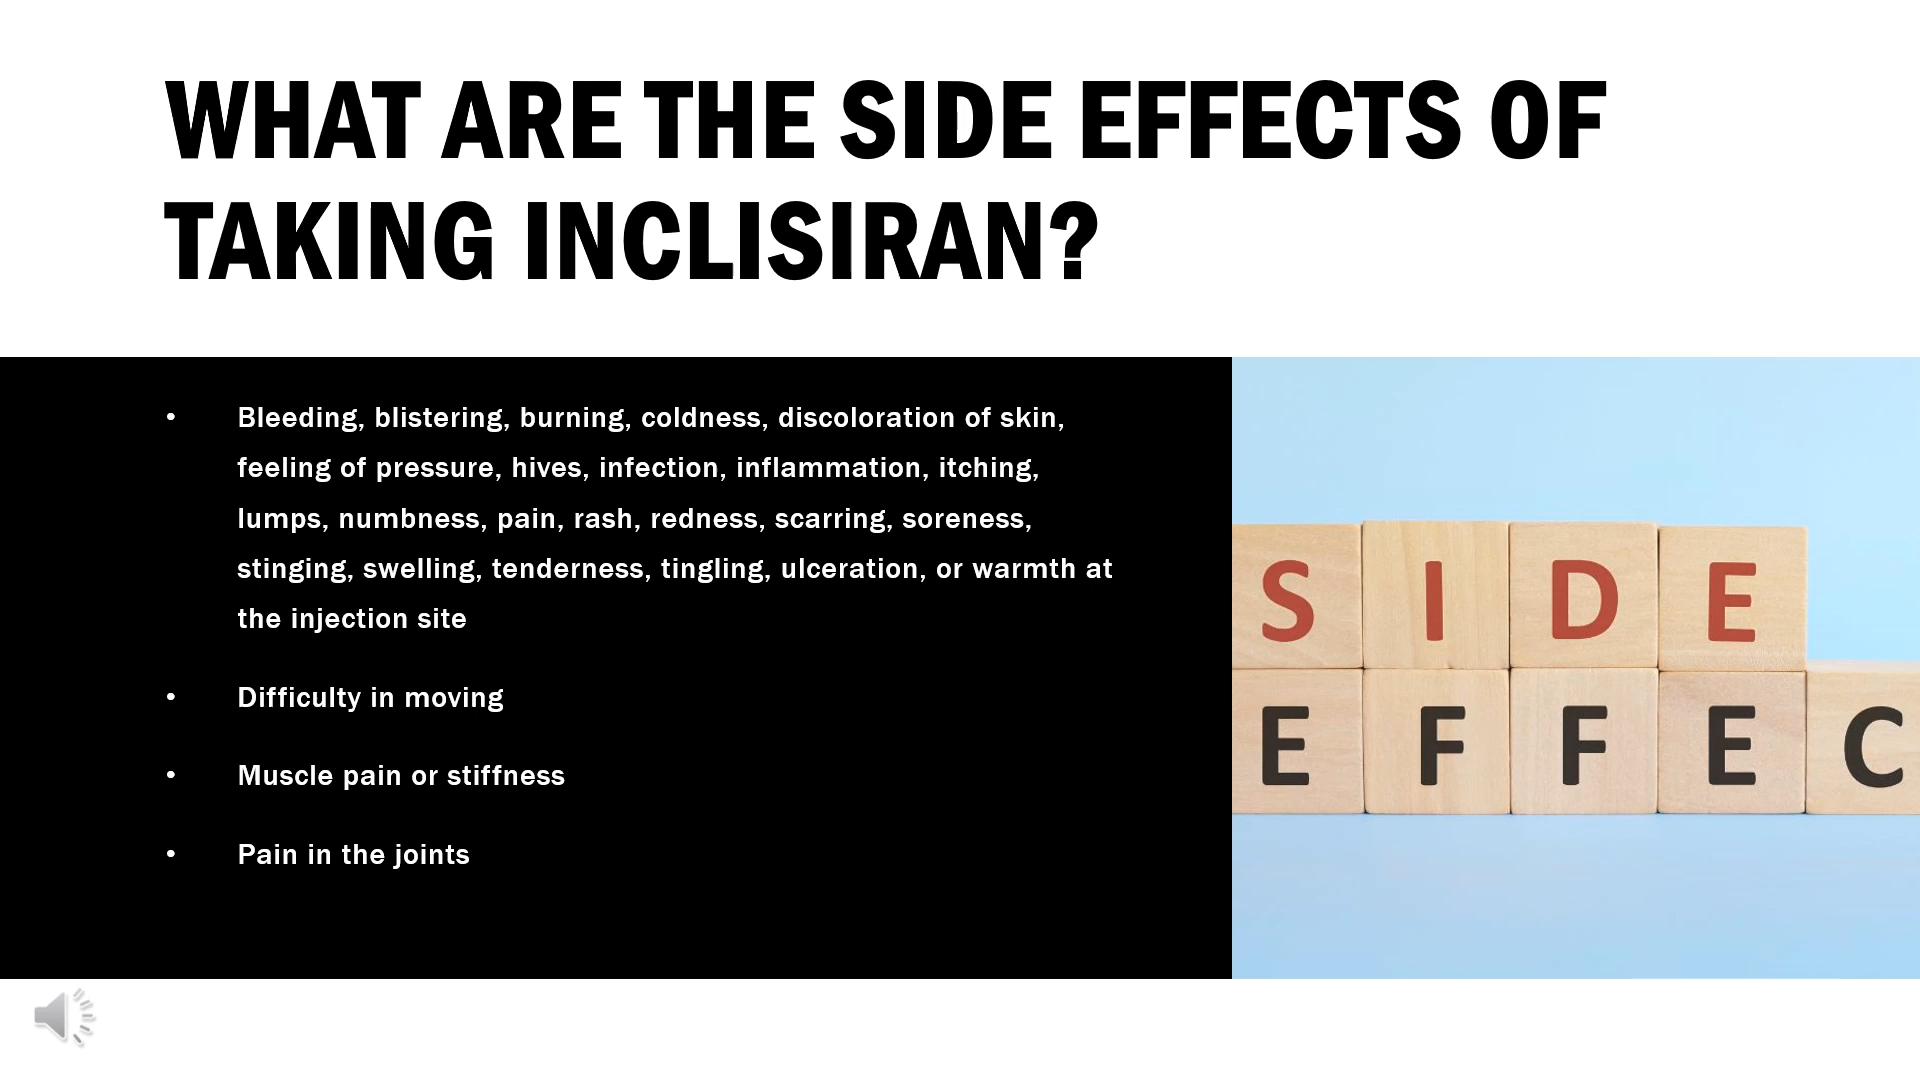 WHAT ARE THE SIDE EFFECTS OF
TAKING INCLISIRAN?
• Bleeding, blistering, burning, coldness, discoloration of skin,
feeling of pressure, hives, infection, inflammation, itching,
lumps, numbness, pain, rash, redness, scarring, soreness,
stinging, swelling, tenderness, tingling, ulceration, or warmth at
the injection site
• Difficulty in moving
• Muscle pain or stiffness
• Pain in the joints
SIDE
EFFEC